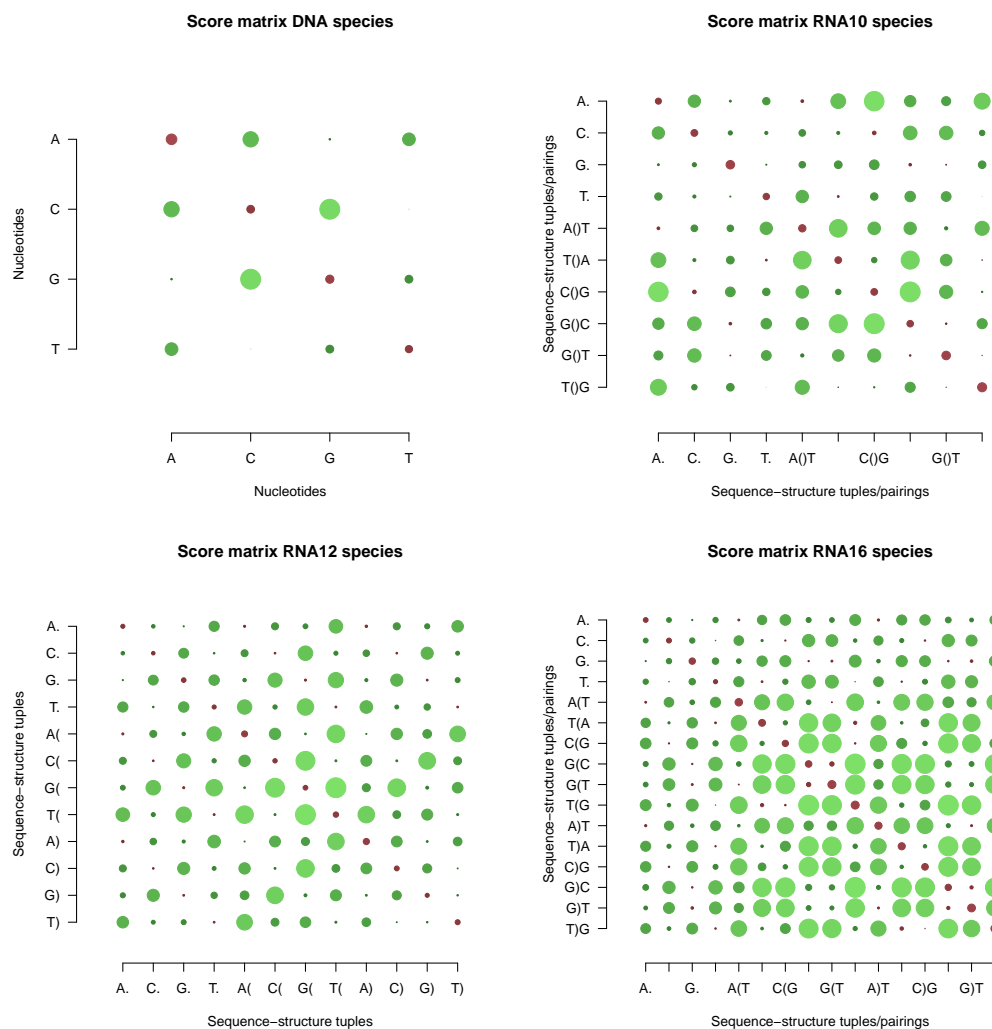 Score matrix DNA species
Nucleotides
A
C
G
T
A
C
G
T
Nucleotides
Score matrix RNA10 species
Sequence−structure tuples/pairings
A.
C.
G.
T.
A()T
T()A
C()G
G()C
G()T
T()G
A.
C.
G.
T.
A()T
C()G
G()T
Sequence−structure tuples/pairings
Score matrix RNA12 species
Sequence−structure tuples
A.
C.
G.
T.
A(
C(
G(
T(
A)
C)
G)
T)
A.
C.
G.
T.
A(
C(
G(
T(
A)
C)
G)
T)
Sequence−structure tuples
Score matrix RNA16 species
Sequence−structure tuples/pairings
A.
C.
G.
T.
A(T
T(A
C(G
G(C
G(T
T(G
A)T
T)A
C)G
G)C
G)T
T)G
A.
G.
A(T
C(G
G(T
A)T
C)G
G)T
Sequence−structure tuples/pairings